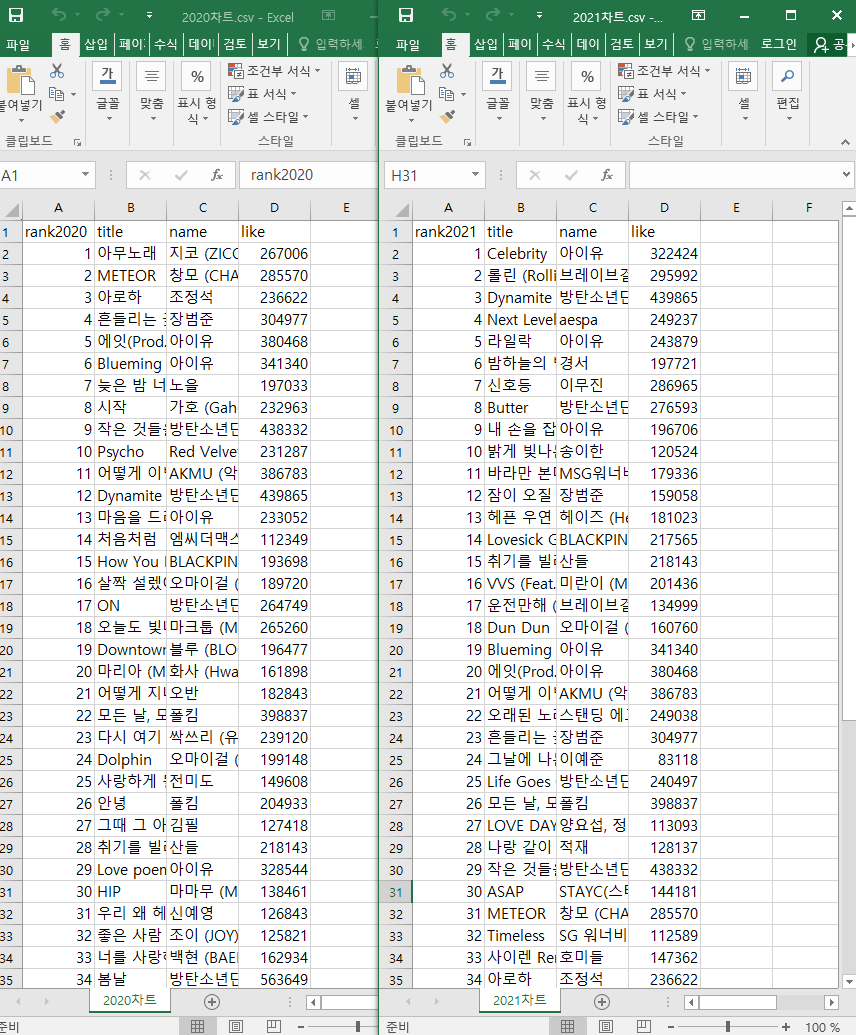 2020차트.csv - Excel
파일 홈 삽입 페이 수식 데이 검토 보기 입력하세.
붙여넣기 글꼴 맞춤 표시 형식 조건부 서식 표 서식 셀 스타일 셀
클립보드 스타일
A1 fx rank2020
A B C D E
1 rank2020 title name like
2 1 아무노래 지코 (ZICC 267006
3 2 METEOR 창모 (CHA 285570
4 3 아로하 조정석 236622
5 4 흔들리는 장범준 304977
6 5 에잇(Prod. 아이유 380468
7 6 Blueming 아이유 341340
8 7 늦은 밤 너 노을 197033
9 8 시작 가호 (Gah 232963
10 9 작은 것들 방탄소년단 438332
11 10 Psycho Red Velve 231287
12 11 어떻게 이 AKMU (악 386783
13 12 Dynamite 방탄소년단 439865
14 13 마음을 드 아이유 233052
15 14 처음처럼 엠씨더맥스 112349
16 15 How You BLACKPIN 193698
17 16 살짝 설렜 오마이걸 ( 189720
18 17 ON 방탄소년단 264749
19 18 오늘도 빛 마크툽 (M 265260
20 19 Downtown 블루 (BLO 196477
21 20 마리아 (M 화사 (Hwa 161898
22 21 어떻게 지 오반 182843
23 22 모든 날, 모 폴킴 398837
24 23 다시 여기 싹쓰리 (유 239120
25 24 Dolphin 오마이걸 ( 199148
26 25 사랑하게 전미도 149608
27 26 안녕 폴킴 204933
28 27 그때 그 아 김필 127418
29 28 취기를 빌 산들 218143
30 29 Love poem 아이유 328544
31 30 HIP 마마무 (M 138461
32 31 우리 왜 헤 신예영 126843
33 32 좋은 사람 조이 (JOY) 125821
34 33 너를 사랑 백현 (BAE 162934
35 34 봄날 방탄소년단 563649
2020차트
준비
2021차트.csv -...
파일 홈 삽입 페이 수식 데이 검토 보기 입력하세. 로그인 공
붙여넣기 글꼴 맞춤 표시 형식 조건부 서식 표 서식 셀 스타일 셀 편집
클립보드 스타일
H31 fx
A B C D E F
1 rank2021 title name like
2 1 Celebrity 아이유 322424
3 2 롤린 (Rolli 브레이브걸 295992
4 3 Dynamite 방탄소년단 439865
5 4 Next Level aespa 249237
6 5 라일락 아이유 243879
7 6 밤하늘의 경서 197721
8 7 신호등 이무진 286965
9 8 Butter 방탄소년단 276593
10 9 내 손을 잡 아이유 196706
11 10 밝게 빛나 송이한 120524
12 11 바라만 본 MSG워너비 179336
13 12 잠이 오질 장범준 159058
14 13 헤픈 우연 헤이즈 (He 181023
15 14 Lovesick G BLACKPIN 217565
16 15 취기를 빌 산들 218143
17 16 VVS (Feat. 미란이 (M 201436
18 17 운전만해 ( 브레이브걸 134999
19 18 Dun Dun 오마이걸 ( 160760
20 19 Blueming 아이유 341340
21 20 에잇(Prod. 아이유 380468
22 21 어떻게 이 AKMU (악 386783
23 22 오래된 노 스탠딩 에 249038
24 23 흔들리는 장범준 304977
25 24 그날에 나 이예준 83118
26 25 Life Goes 방탄소년단 240497
27 26 모든 날, 모 폴킴 398837
28 27 LOVE DAY 양요섭, 정 113093
29 28 나랑 같이 적재 128137
30 29 작은 것들 방탄소년단 438332
31 30 ASAP STAYC(스 144181
32 31 METEOR 창모 (CHA 285570
33 32 Timeless SG 워너비 112589
34 33 사이렌 Re 호미들 147362
35 34 아로하 조정석 236622
2021차트
준비 100 %